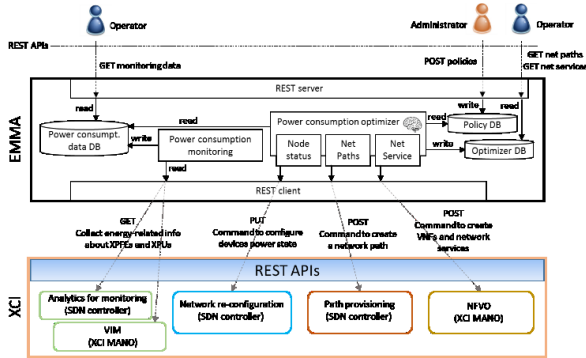 Operator
Administrator
Operator
REST APIs
GET monitoring data
POST policies
GET net paths
GET net services
EMMA
REST server
read
write
read
Power consumpt.
data DB
read
write
Power consumption
monitoring
read
Power consumption optimizer
Node
status
Net
Paths
Net
Service
read
write
Policy DB
Optimizer DB
REST client
GET
Collect energy-related info
about XPFEs and XPUs
PUT
Command to configure
devices power state
POST
Command to create
a network path
POST
Command to create
VNFs and network
services
XCI
REST APIs
Analytics for monitoring
(SDN controller)
VIM
(XCI MANO)
Network re-configuration
(SDN controller)
Path provisioning
(SDN controller)
NFVO
(XCI MANO)